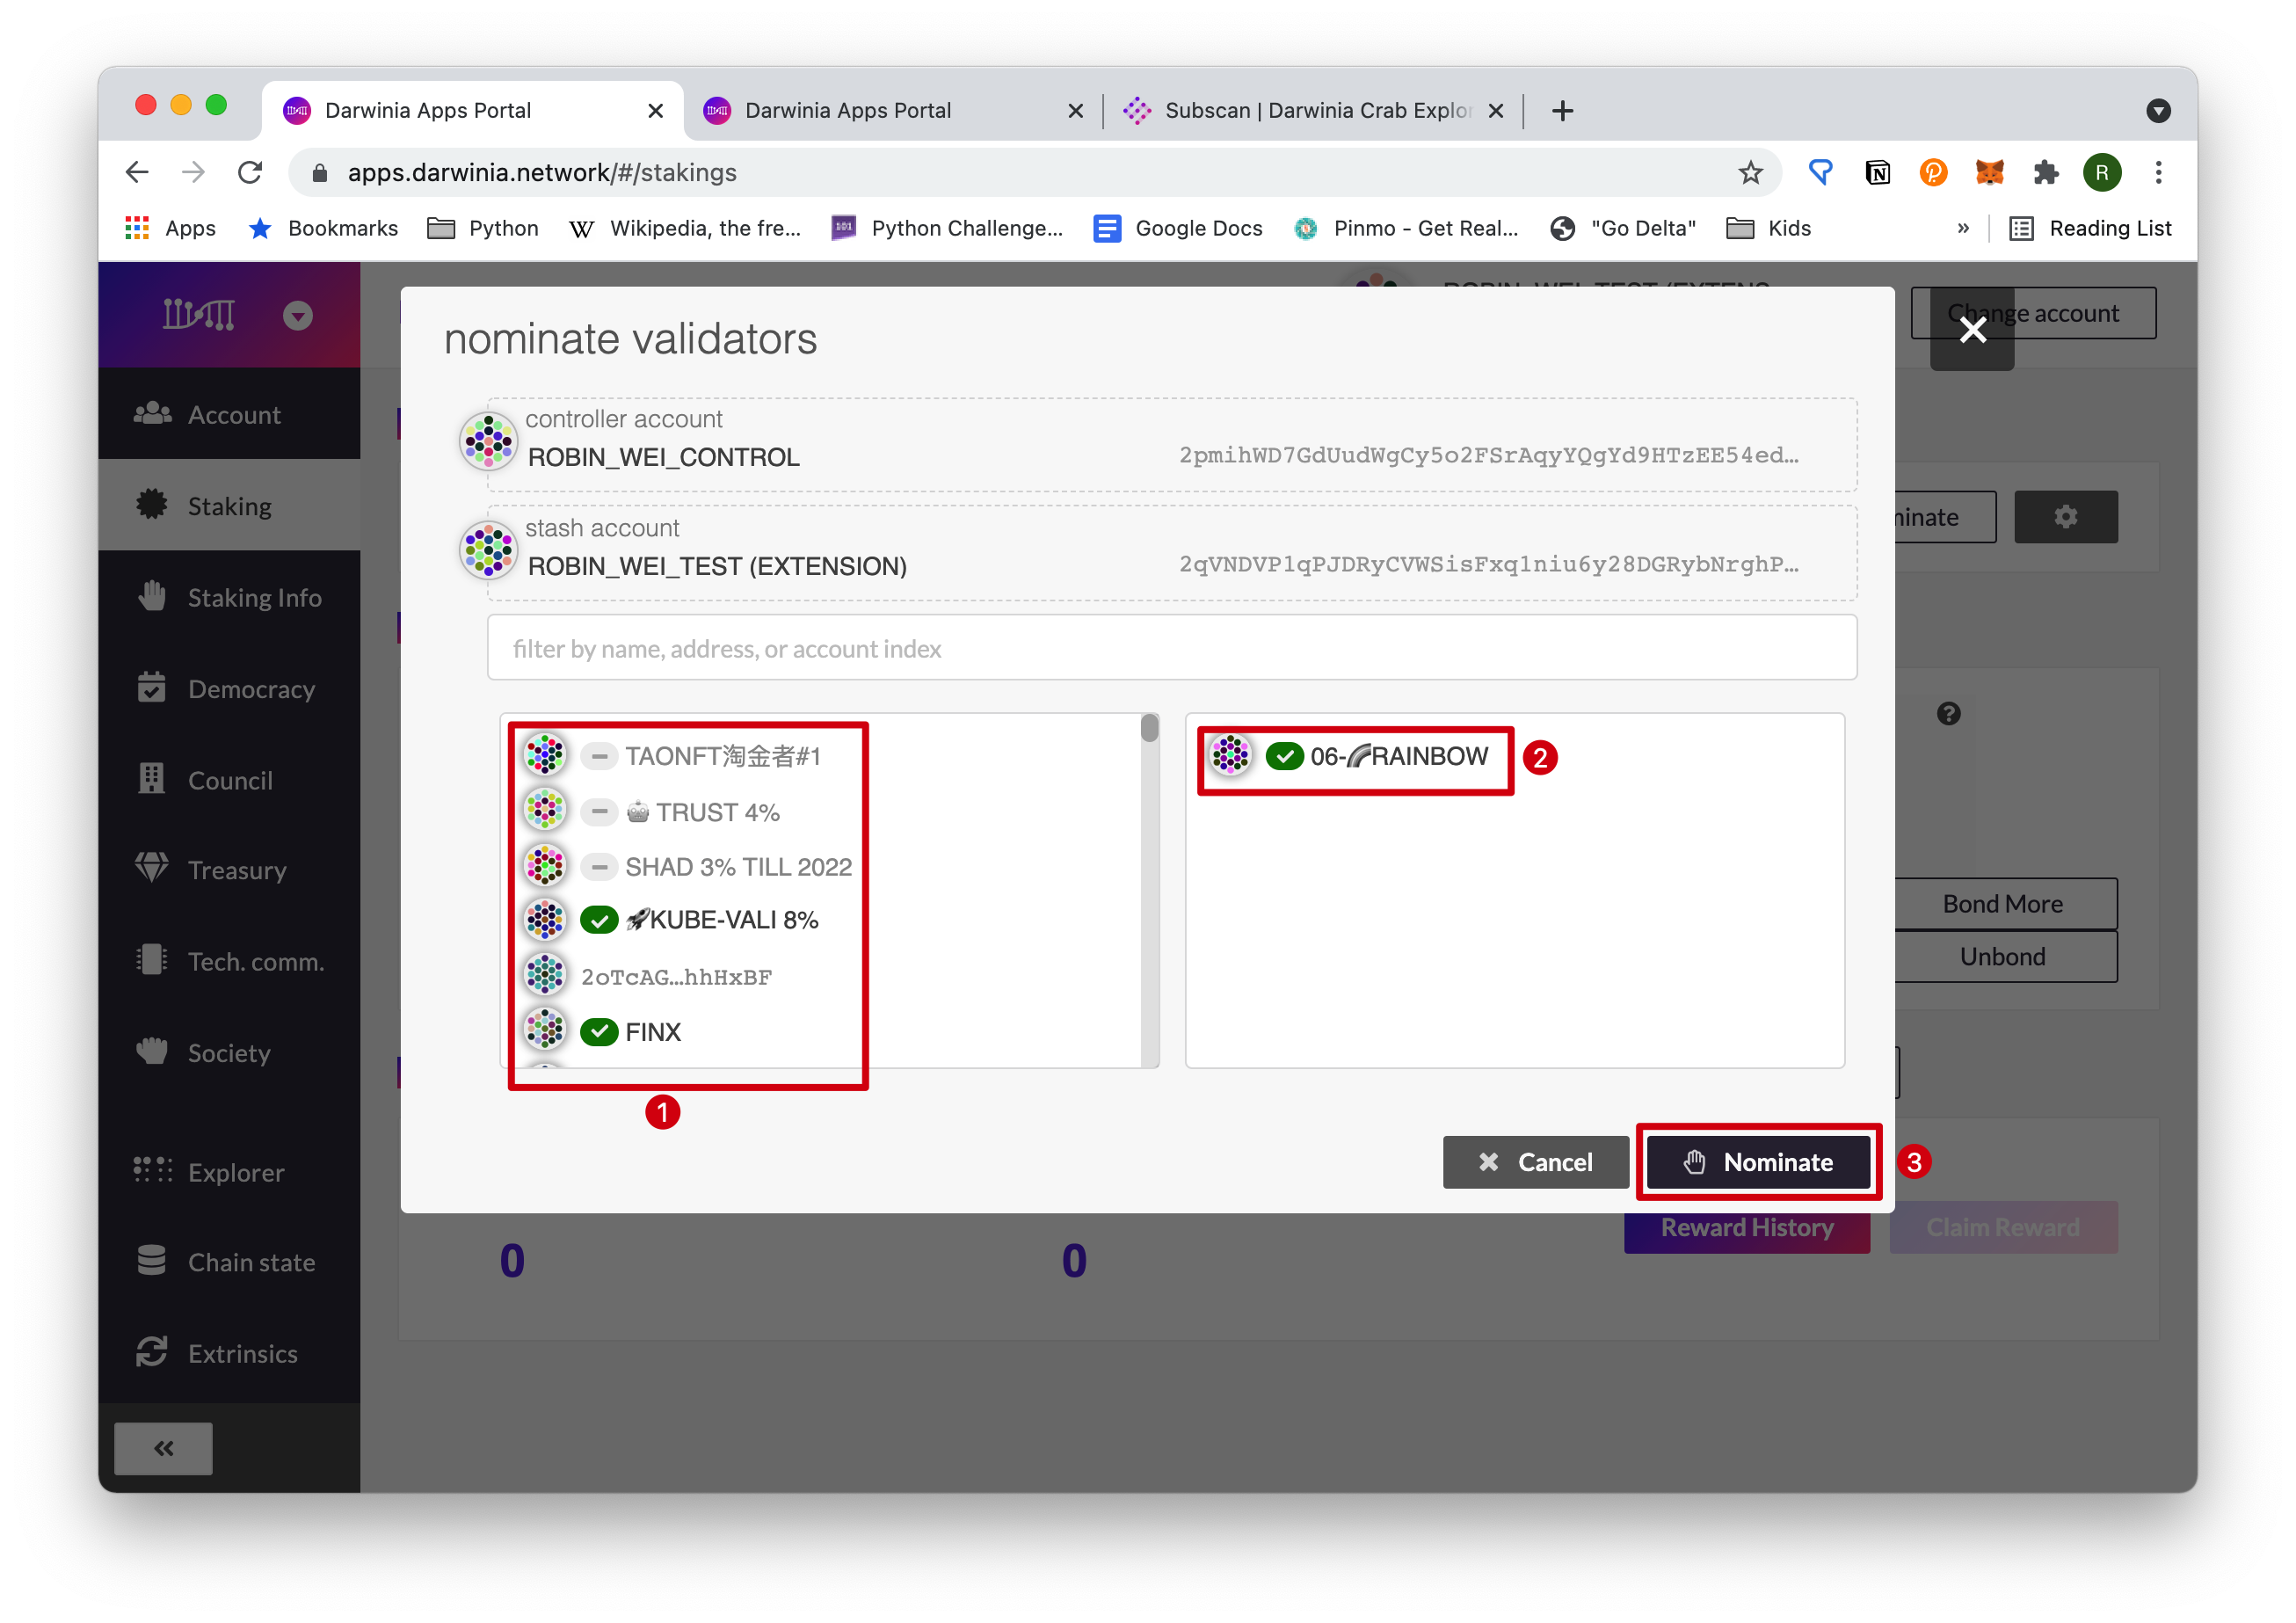 Darwinia Apps Portal
Darwinia Apps Portal
Subscan | Darwinia Crab Explor
apps.darwinia.network/#/stakings
R
Apps
Bookmarks
Python
Wikipedia, the fre...
Python Challenge...
Google Docs
Pinmo - Get Real...
"Go Delta"
Kids
»
Reading List
Change account
nominate validators
Account
controller account
ROBIN_WEI_CONTROL
2pmihWD7GdUudWgCy5o2FSrAqyYQgYd9HTzEE54ed…
Staking
stash account
ROBIN_WEI_TEST (EXTENSION)
2qVNDVP1qPJDRyCVWSisFxq1niu6y28DGRybNrghP…
inate
Staking Info
filter by name, address, or account index
Democracy
TAONFT淘金者#1
06-🌈RAINBOW
2
Council
🤖 TRUST 4%
SHAD 3% TILL 2022
Treasury
🚀KUBE-VALI 8%
Bond More
2oTcAG…hhHxBF
Unbond
Tech. comm.
FINX
Society
1
Cancel
Nominate
3
Explorer
0
0
Reward History
Claim Reward
Chain state
Extrinsics